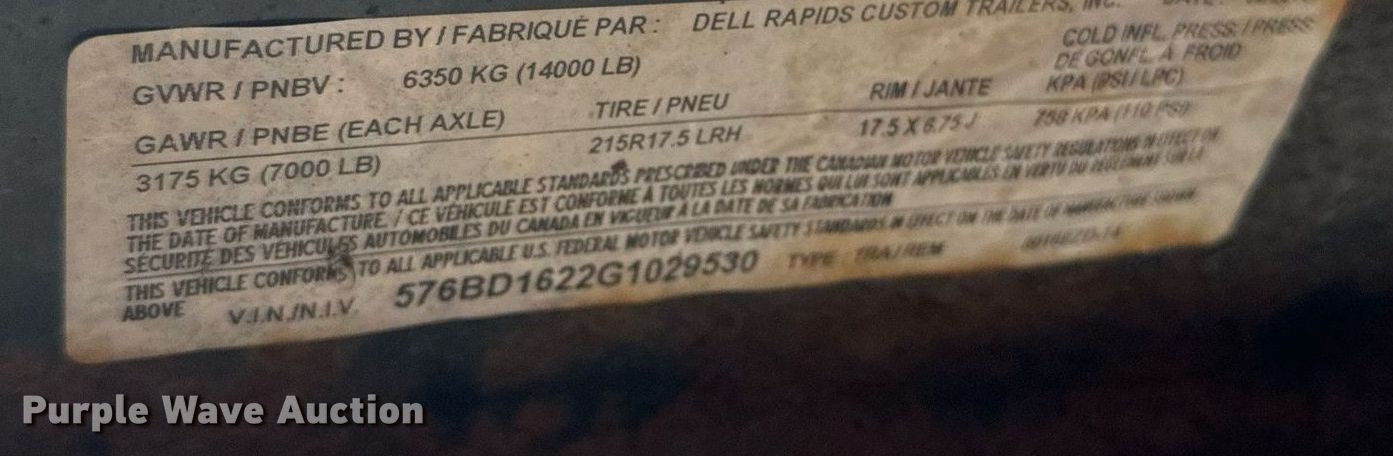 MANUFACTURED BY / FABRIQUÉ PAR : DELL RAPIDS CUSTOM TRAILERS, INC.
GVWR / PNBV : 6350 KG (14000 LB)
COLD INFL. PRESS. / PRESS
DE GONFL. À FROID
GAWR / PNBE (EACH AXLE) TIRE / PNEU RIM / JANTE KPA (PSI / LPC)
3175 KG (7000 LB) 215R17.5 LRH 17.5 X 6.75 J 758 KPA (110 PSI)
THIS VEHICLE CONFORMS TO ALL APPLICABLE STANDARDS PRESCRIBED UNDER THE CANADIAN MOTOR VEHICLE SAFETY REGULATIONS IN EFFECT ON
THE DATE OF MANUFACTURE. / CE VÉHICULE EST CONFORME À TOUTES LES NORMES QUI LUI SONT APPLICABLES EN VERTU DU RÈGLEMENT SUR LA
SÉCURITÉ DES VÉHICULES AUTOMOBILES DU CANADA EN VIGUEUR À LA DATE DE SA FABRICATION
THIS VEHICLE CONFORMS TO ALL APPLICABLE U.S. FEDERAL MOTOR VEHICLE SAFETY STANDARDS IN EFFECT ON THE DATE OF MANUFACTURE SHOWN
ABOVE
V.I.N./N.I.V. 576BD1622G1029530 TYPE : TRA / REM
Purple Wave Auction